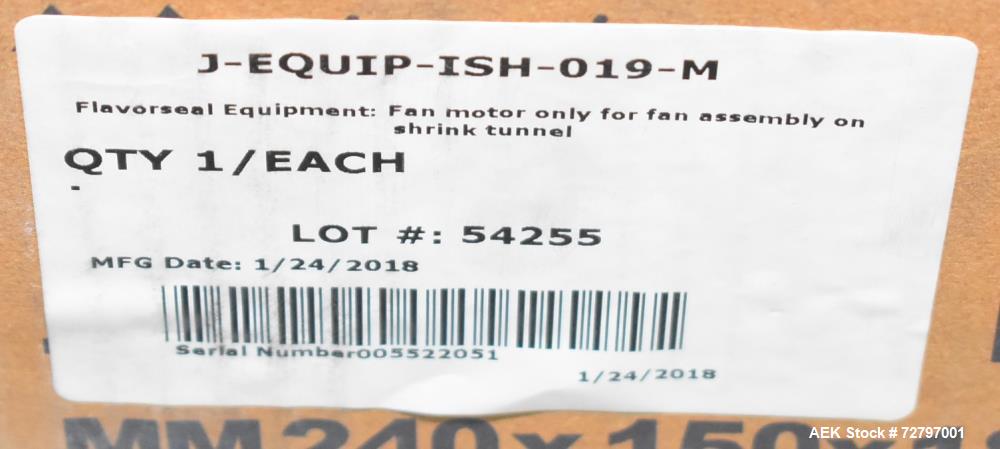 J-EQUIP-ISH-019-M
Flavorseal Equipment: Fan motor only for fan assembly on
shrink tunnel
QTY 1/EACH
-
LOT #: 54255
MFG Date: 1/24/2018
Serial Number005522051
1/24/2018
MM240x150x
AEK Stock # 72797001